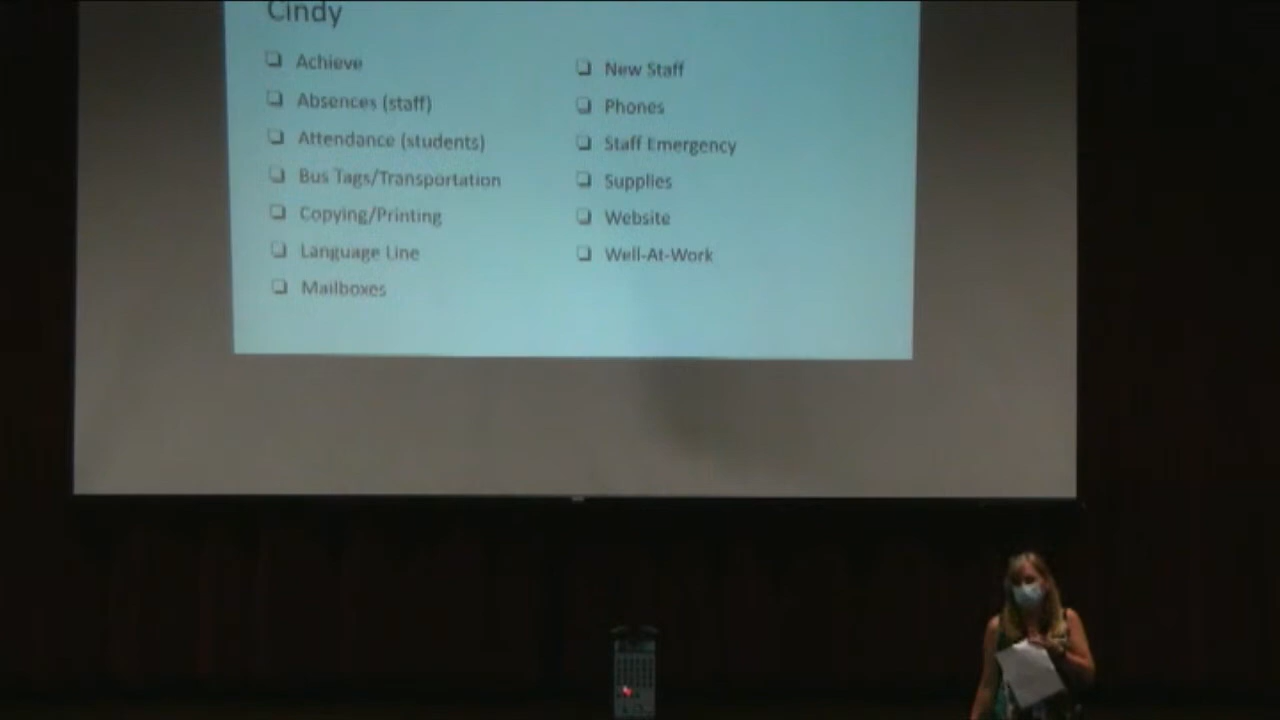 Cindy
❑ Achieve
❑ Absences (staff)
❑ Attendance (students)
❑ Bus Tags/Transportation
❑ Copying/Printing
❑ Language Line
❑ Mailboxes
❑ New Staff
❑ Phones
❑ Staff Emergency
❑ Supplies
❑ Website
❑ Well-At-Work